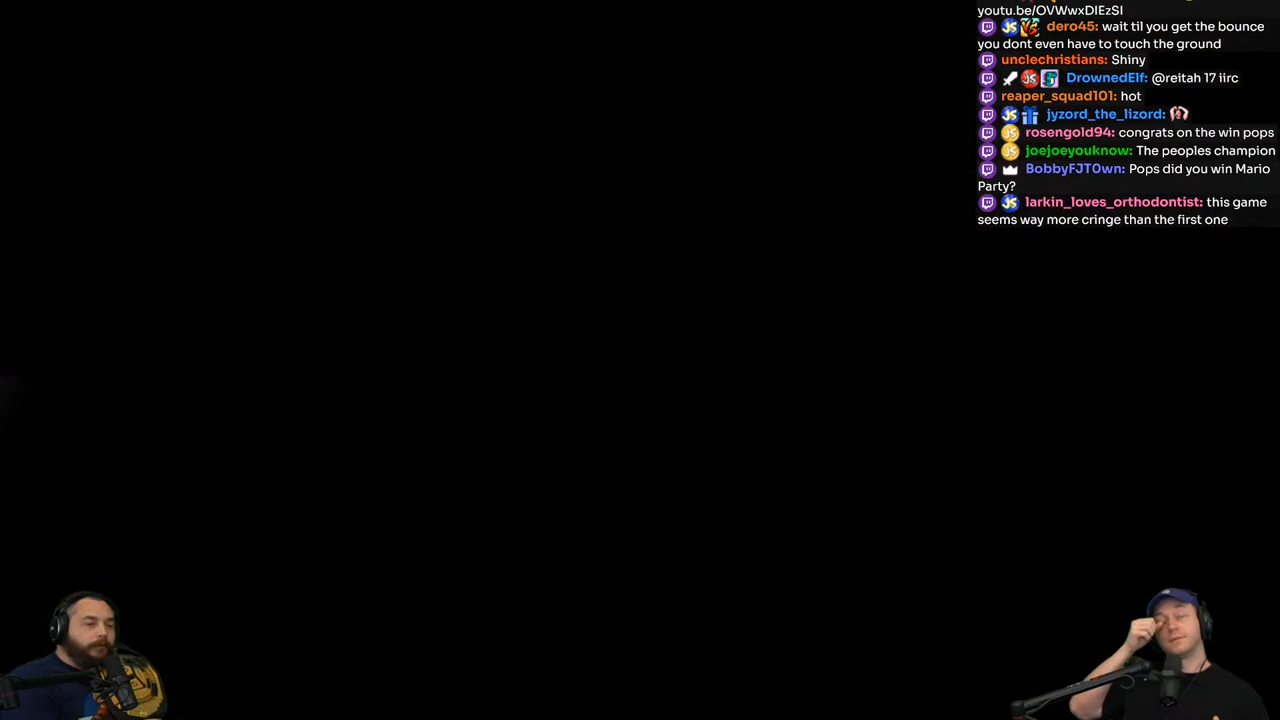 youtu.be/OVWwxDIEzSI
dero45: wait til you get the bounce
you dont even have to touch the ground
unclechristians: Shiny
DrownedElf: @reitah 17 iirc
reaper_squad101: hot
jyzord_the_lizord:
rosengold94: congrats on the win pops
joejoeyouknow: The peoples champion
BobbyFJTOwn: Pops did you win Mario
Party?
larkin_loves_orthodontist: this game
seems way more cringe than the first one